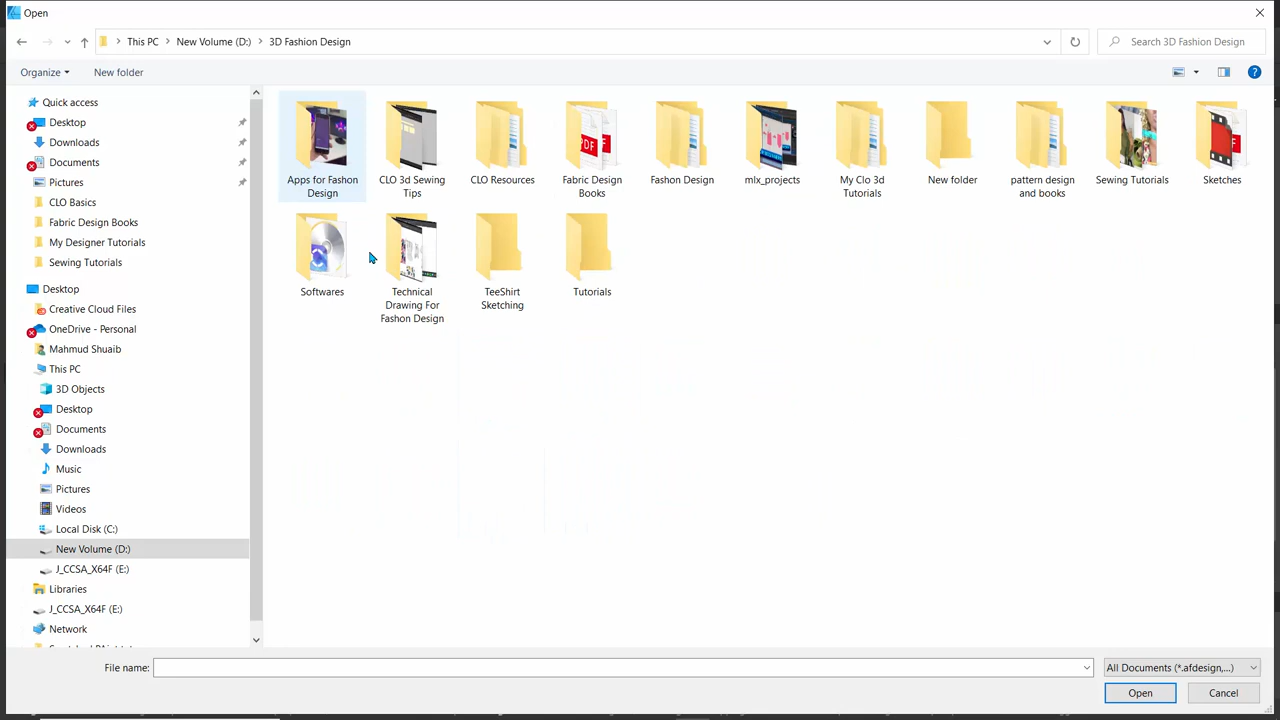 Open
This PC
New Volume (D:)
3D Fashion Design
Search 3D Fashion Design
Organize
New folder
Quick access
Desktop
Downloads
Documents
Pictures
CLO Basics
Fabric Design Books
My Designer Tutorials
Sewing Tutorials
Desktop
Creative Cloud Files
OneDrive - Personal
Mahmud Shuaib
This PC
3D Objects
Desktop
Documents
Downloads
Music
Pictures
Videos
Local Disk (C:)
New Volume (D:)
J_CCSA_X64F (E:)
Libraries
J_CCSA_X64F (E:)
Network
Apps for Fashon
Design
CLO 3d Sewing
Tips
CLO Resources
PDF
Fabric Design
Books
Fashon Design
mlx_projects
My Clo 3d
Tutorials
New folder
PDF
pattern design
and books
Sewing Tutorials
Sketches
Softwares
Technical
Drawing For
Fashon Design
TeeShirt
Sketching
Tutorials
File name:
All Documents (*.afdesign,...)
Open
Cancel